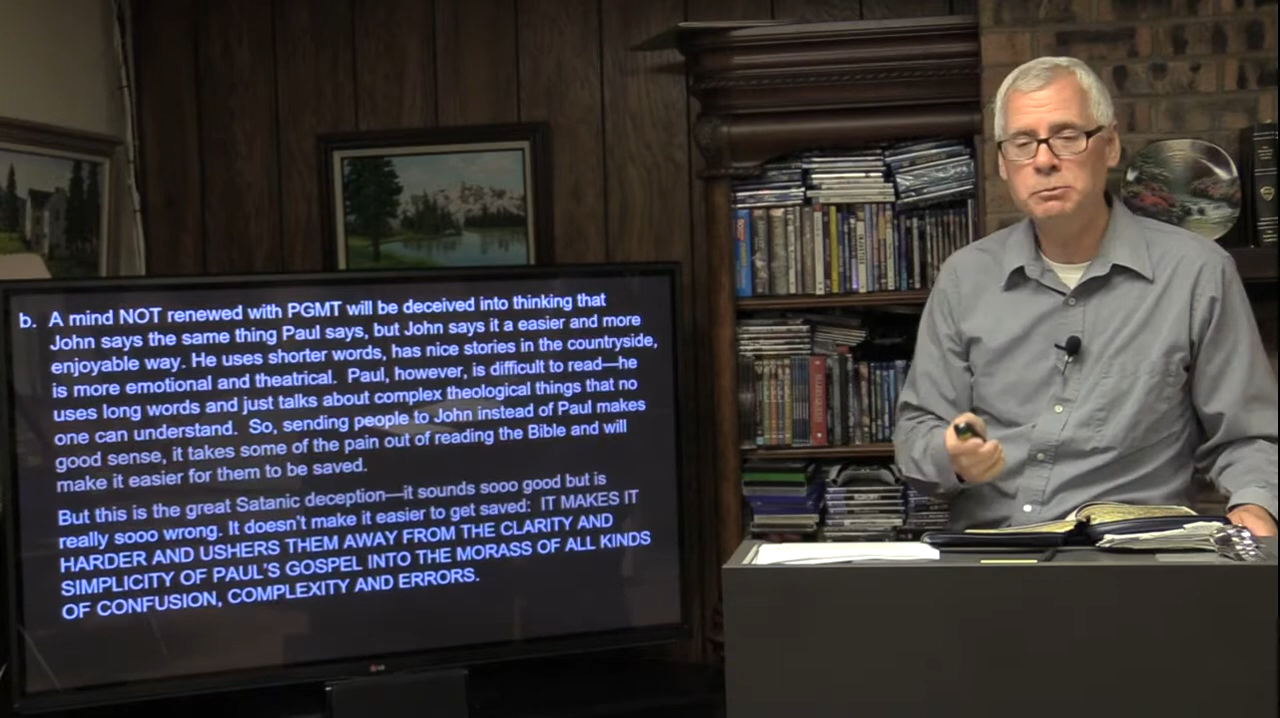 b. A mind NOT renewed with PGMT will be deceived into thinking that
John says the same thing Paul says, but John says it a easier and more
enjoyable way. He uses shorter words, has nice stories in the countryside,
is more emotional and theatrical. Paul, however, is difficult to read—he
uses long words and just talks about complex theological things that no
one can understand. So, sending people to John instead of Paul makes
good sense, it takes some of the pain out of reading the Bible and will
make it easier for them to be saved.
But this is the great Satanic deception—it sounds sooo good but is
really sooo wrong. It doesn't make it easier to get saved: IT MAKES IT
HARDER AND USHERS THEM AWAY FROM THE CLARITY AND
SIMPLICITY OF PAUL'S GOSPEL INTO THE MORASS OF ALL KINDS
OF CONFUSION, COMPLEXITY AND ERRORS.
LG